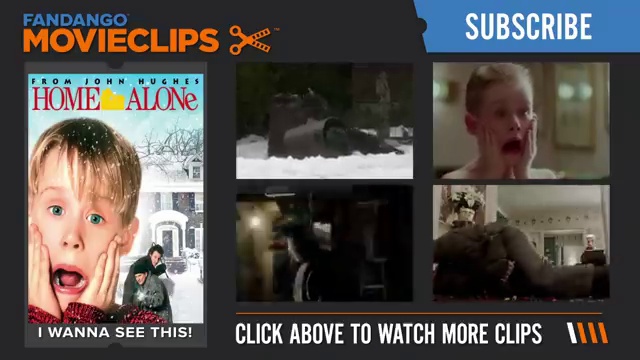 FANDANGO
MOVIECLIPS
SUBSCRIBE
FROM JOHN HUGHES
HOME ALONe
I WANNA SEE THIS!
CLICK ABOVE TO WATCH MORE CLIPS